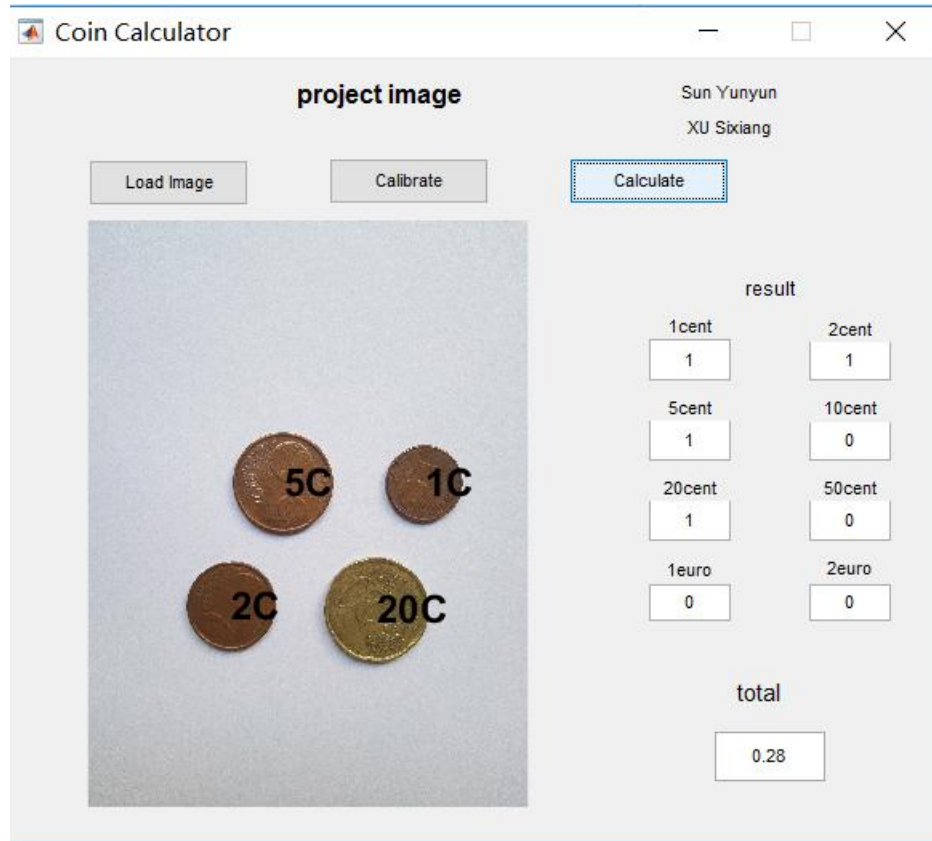 Coin Calculator
project image
Sun Yunyun
XU Sixiang
Load Image
Calibrate
Calculate
result
1cent 2cent
1 1
5cent 10cent
1 0
20cent 50cent
1 0
1euro 2euro
0 0
total
0.28
5C 1C
2C 20C